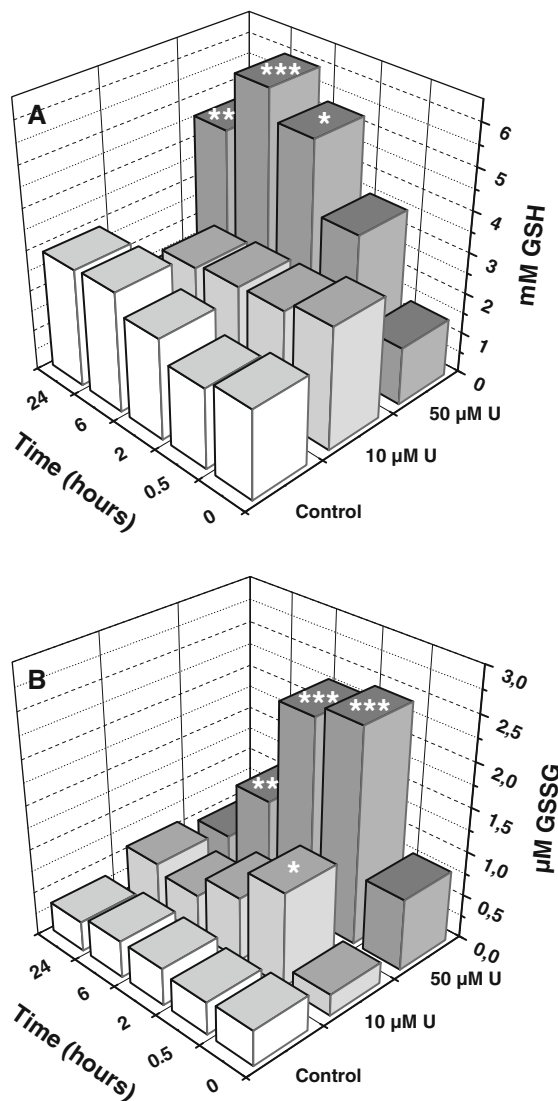 A
**
***
*
6
5
4
3
2
1
0
mM GSH
24
6
2
0.5
0
Time (hours)
50 µM U
10 µM U
Control
B
***
***
**
*
3,0
2,5
2,0
1,5
1,0
0,5
0,0
µM GSSG
24
6
2
0.5
0
Time (hours)
50 µM U
10 µM U
Control